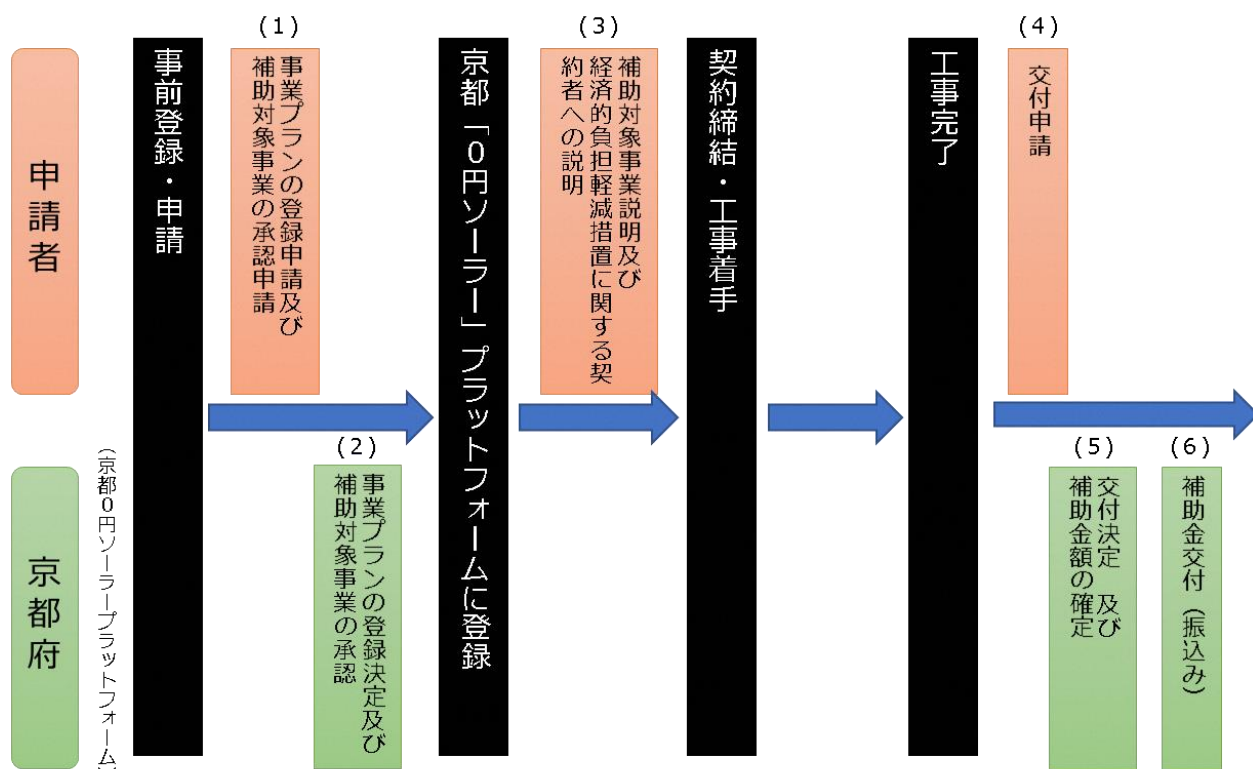 申請者
京都府
(京都0円ソーラープラットフォーム)
事前登録・申請
(1)
事業プランの登録申請及び
補助対象事業の承認申請
(2)
事業プランの登録決定及び
補助対象事業の承認
京都「0円ソーラー」プラットフォームに登録
(3)
補助対象事業説明及び
経済的負担軽減措置に関する契
約者への説明
契約締結・工事着手
工事完了
(4)
交付申請
(5)
交付決定 及び
補助金額の確定
(6)
補助金交付(振込み)